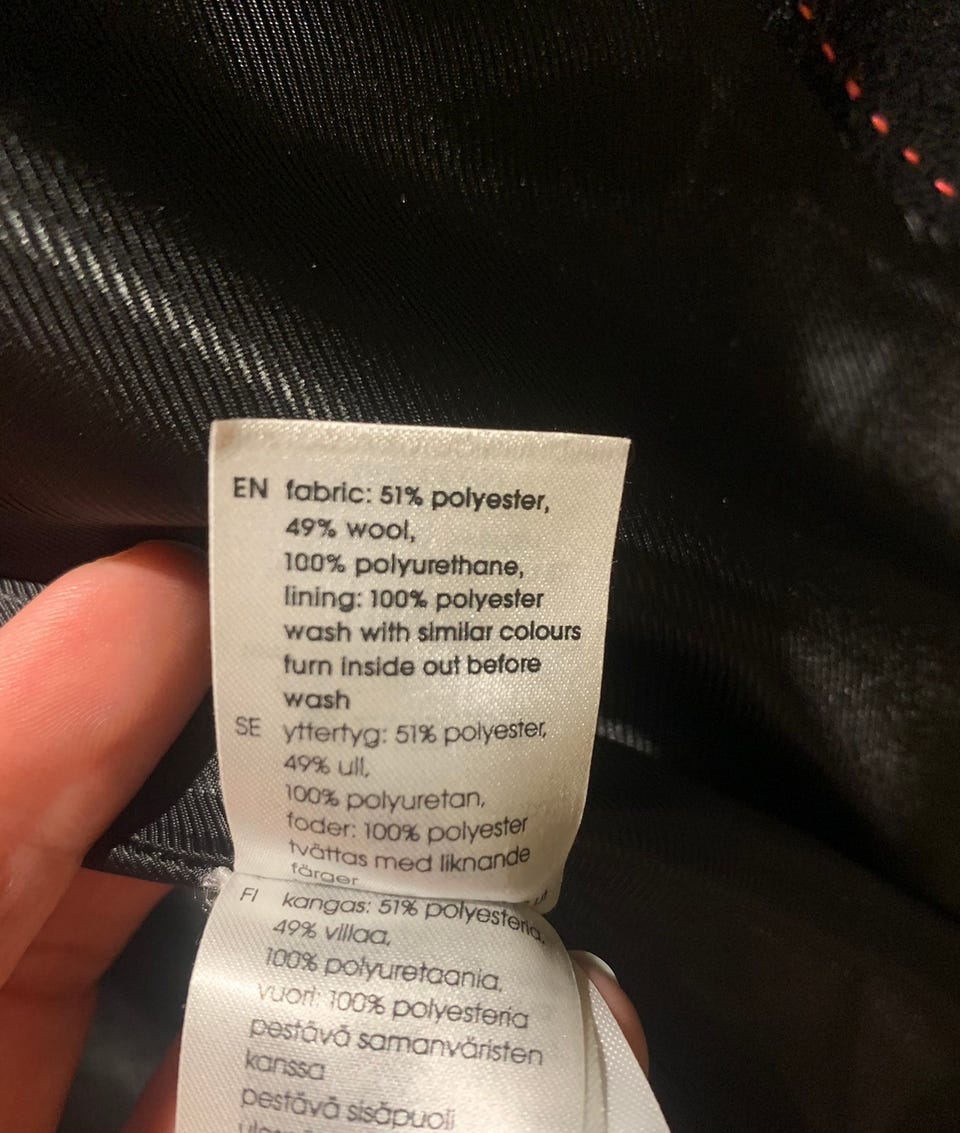 EN fabric: 51% polyester,
49% wool,
100% polyurethane,
lining: 100% polyester
wash with similar colours
turn inside out before
wash
SE yttertyg: 51% polyester,
49% ull,
100% polyuretan,
foder: 100% polyester
tvättas med liknande
färger
FI kangas: 51% polyesteria,
49% villaa,
100% polyuretaania,
vuori: 100% polyesteria
pestävä samanväristen
kanssa
pestävä sisäpuoli